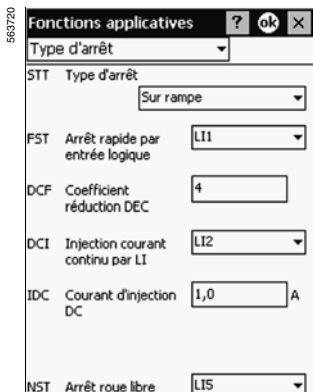 563720
Fonctions applicatives ? ok ×
Type d'arrêt
STT Type d'arrêt
Sur rampe
FST Arrêt rapide par LI1
entrée logique
DCF Coefficient 4
réduction DEC
DCI Injection courant LI2
continu par LI
IDC Courant d'injection 1,0 A
DC
NST Arrêt roue libre LI5